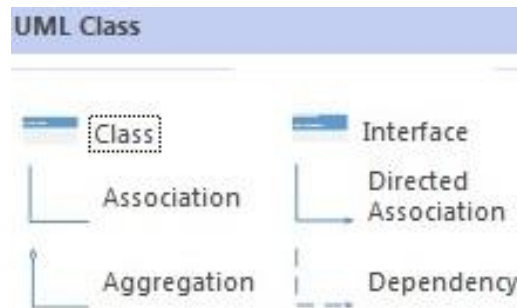 UML Class
Class
Interface
Association
Directed
Association
Aggregation
Dependency